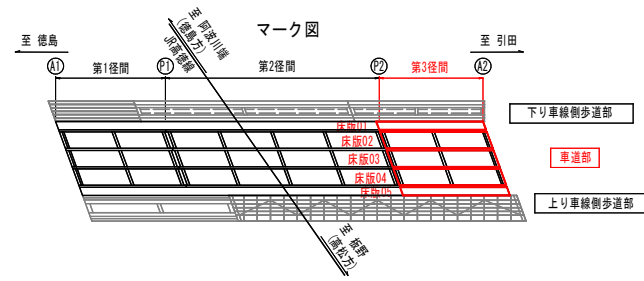 マーク図
至 徳島
至 阿波川端
(徳島方)
JR高徳線
至 引田
A1
第1径間
P1
第2径間
P2
第3径間
A2
下り車線側歩道部
床版01
床版02
床版03
車道部
床版04
床版05
上り車線側歩道部
至 板野
(高松方)